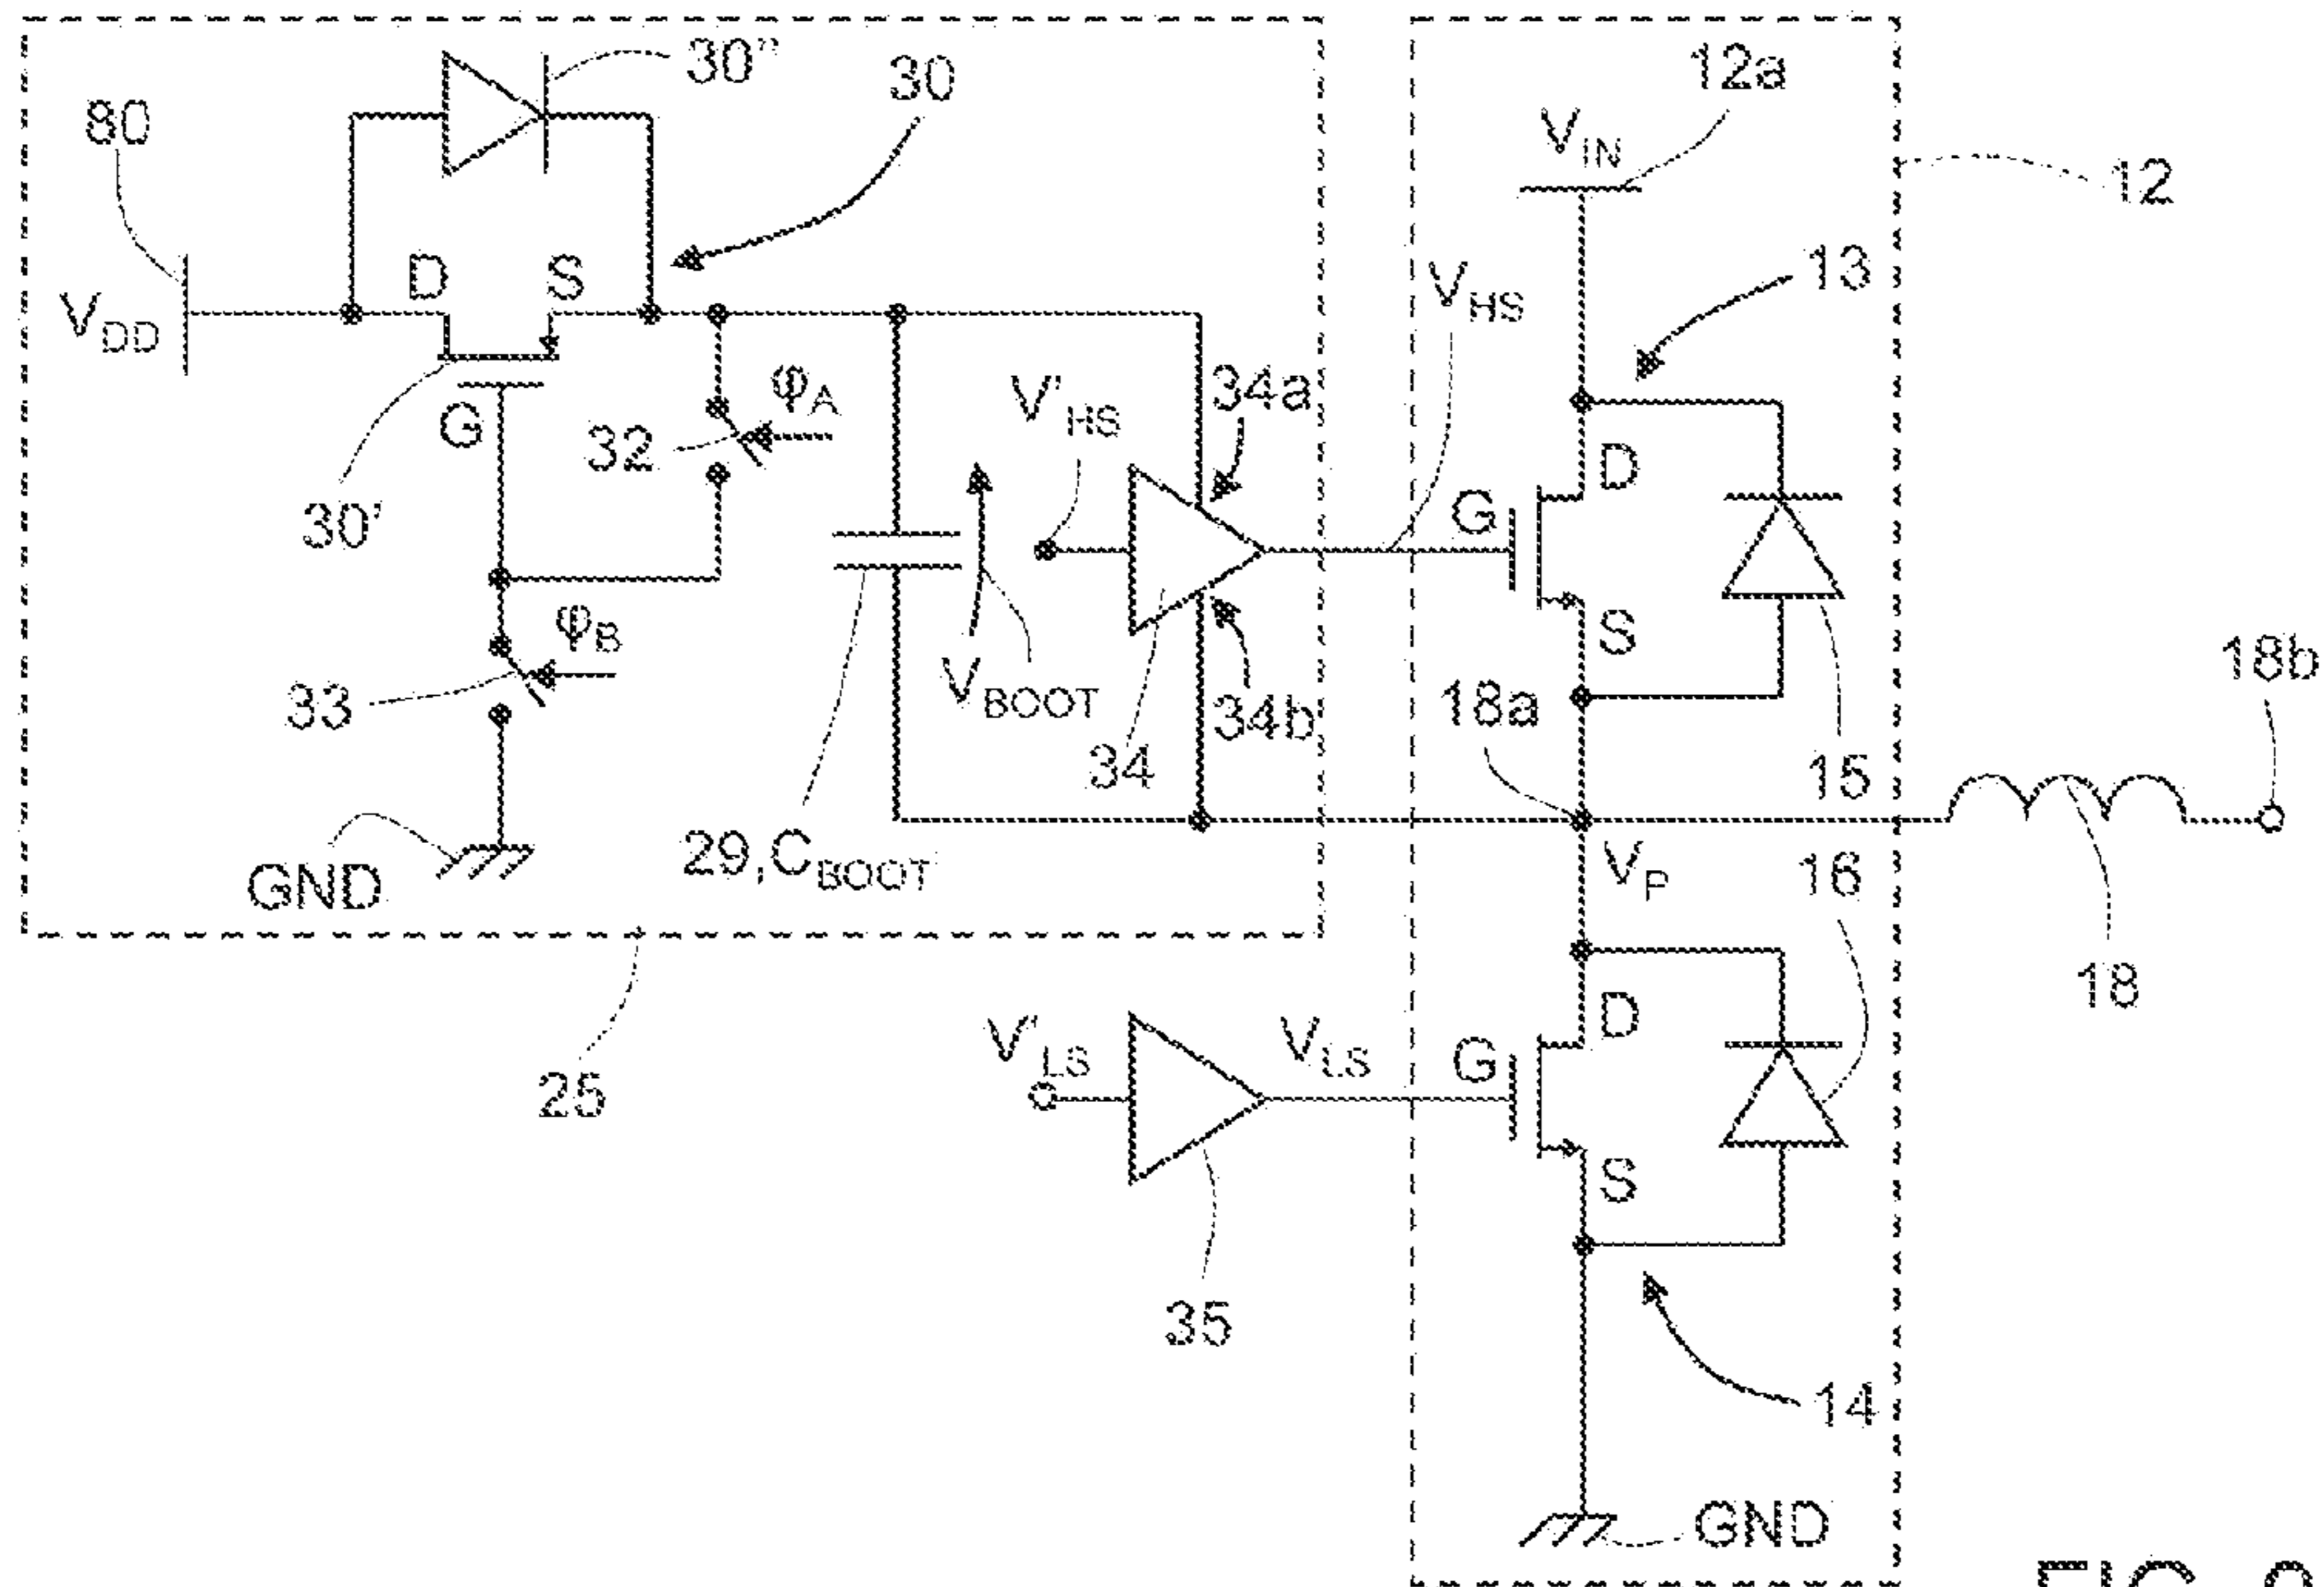 30"
30
12a
80
V_IN
12
D
S
13
V_DD
V_HS
φ_A
34a
V'_HS
G
32
D
30'
G
φ_B
S
18b
33
V_BOOT
34b
18a
34
15
29,C_BOOT
GND
V_P
16
18
D
V'_LS
V_LS
G
25
S
35
14
GND